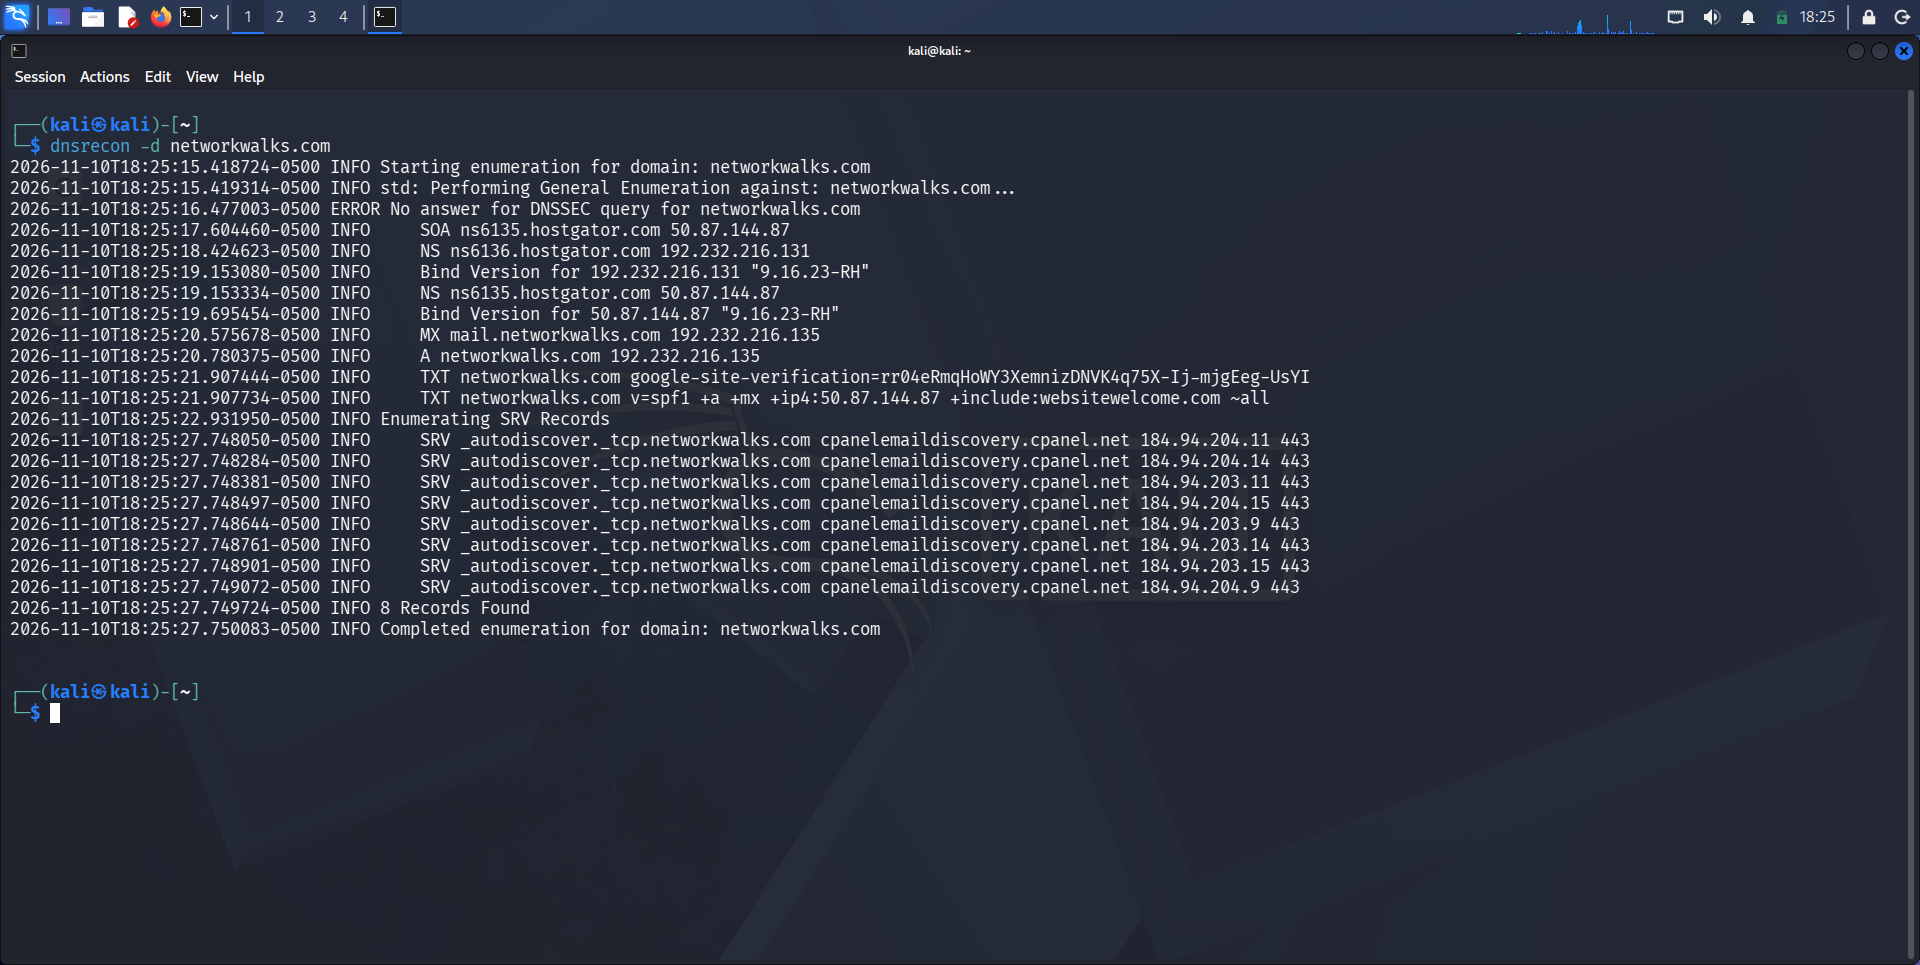 1 2 3 4 18:25
kali@kali: ~
Session Actions Edit View Help
┌──(kali㉿kali)-[~]
└─$ dnsrecon -d networkwalks.com
2026-11-10T18:25:15.418724-0500 INFO Starting enumeration for domain: networkwalks.com
2026-11-10T18:25:15.419314-0500 INFO std: Performing General Enumeration against: networkwalks.com...
2026-11-10T18:25:16.477003-0500 ERROR No answer for DNSSEC query for networkwalks.com
2026-11-10T18:25:17.604460-0500 INFO SOA ns6135.hostgator.com 50.87.144.87
2026-11-10T18:25:18.424623-0500 INFO NS ns6136.hostgator.com 192.232.216.131
2026-11-10T18:25:19.153080-0500 INFO Bind Version for 192.232.216.131 "9.16.23-RH"
2026-11-10T18:25:19.153334-0500 INFO NS ns6135.hostgator.com 50.87.144.87
2026-11-10T18:25:19.695454-0500 INFO Bind Version for 50.87.144.87 "9.16.23-RH"
2026-11-10T18:25:20.575678-0500 INFO MX mail.networkwalks.com 192.232.216.135
2026-11-10T18:25:20.780375-0500 INFO A networkwalks.com 192.232.216.135
2026-11-10T18:25:21.907444-0500 INFO TXT networkwalks.com google-site-verification=rr04eRmqHoWY3XemnizDNVK4q75X-Ij-mjgEeg-UsYI
2026-11-10T18:25:21.907734-0500 INFO TXT networkwalks.com v=spf1 +a +mx +ip4:50.87.144.87 +include:websitewelcome.com ~all
2026-11-10T18:25:22.931950-0500 INFO Enumerating SRV Records
2026-11-10T18:25:27.748050-0500 INFO SRV _autodiscover._tcp.networkwalks.com cpanelemaildiscovery.cpanel.net 184.94.204.11 443
2026-11-10T18:25:27.748284-0500 INFO SRV _autodiscover._tcp.networkwalks.com cpanelemaildiscovery.cpanel.net 184.94.204.14 443
2026-11-10T18:25:27.748381-0500 INFO SRV _autodiscover._tcp.networkwalks.com cpanelemaildiscovery.cpanel.net 184.94.203.11 443
2026-11-10T18:25:27.748497-0500 INFO SRV _autodiscover._tcp.networkwalks.com cpanelemaildiscovery.cpanel.net 184.94.204.15 443
2026-11-10T18:25:27.748644-0500 INFO SRV _autodiscover._tcp.networkwalks.com cpanelemaildiscovery.cpanel.net 184.94.203.9 443
2026-11-10T18:25:27.748761-0500 INFO SRV _autodiscover._tcp.networkwalks.com cpanelemaildiscovery.cpanel.net 184.94.203.14 443
2026-11-10T18:25:27.748901-0500 INFO SRV _autodiscover._tcp.networkwalks.com cpanelemaildiscovery.cpanel.net 184.94.203.15 443
2026-11-10T18:25:27.749072-0500 INFO SRV _autodiscover._tcp.networkwalks.com cpanelemaildiscovery.cpanel.net 184.94.204.9 443
2026-11-10T18:25:27.749724-0500 INFO 8 Records Found
2026-11-10T18:25:27.750083-0500 INFO Completed enumeration for domain: networkwalks.com
┌──(kali㉿kali)-[~]
└─$